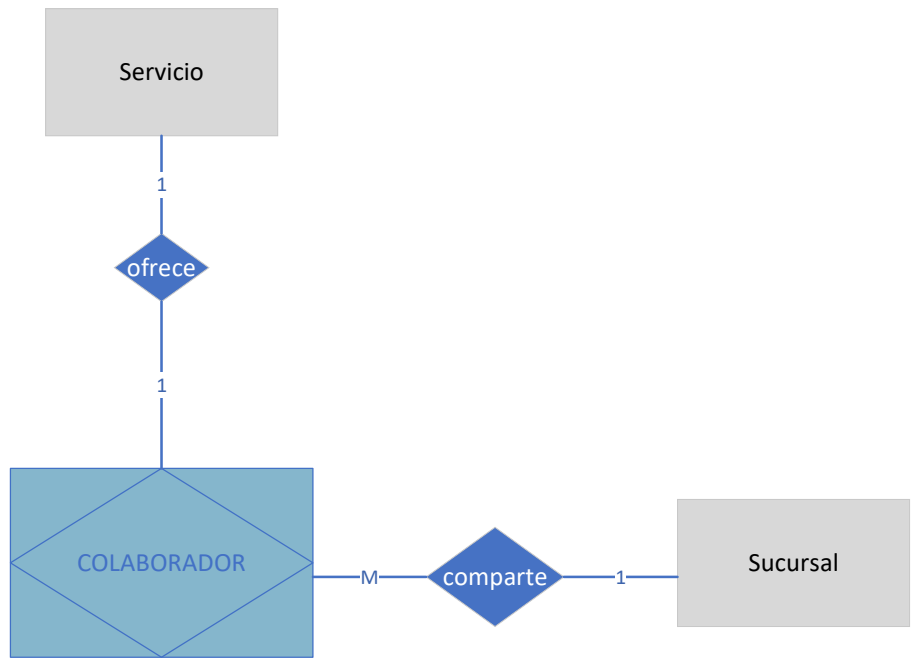 Servicio
1
ofrece
1
COLABORADOR
M
comparte
1
Sucursal